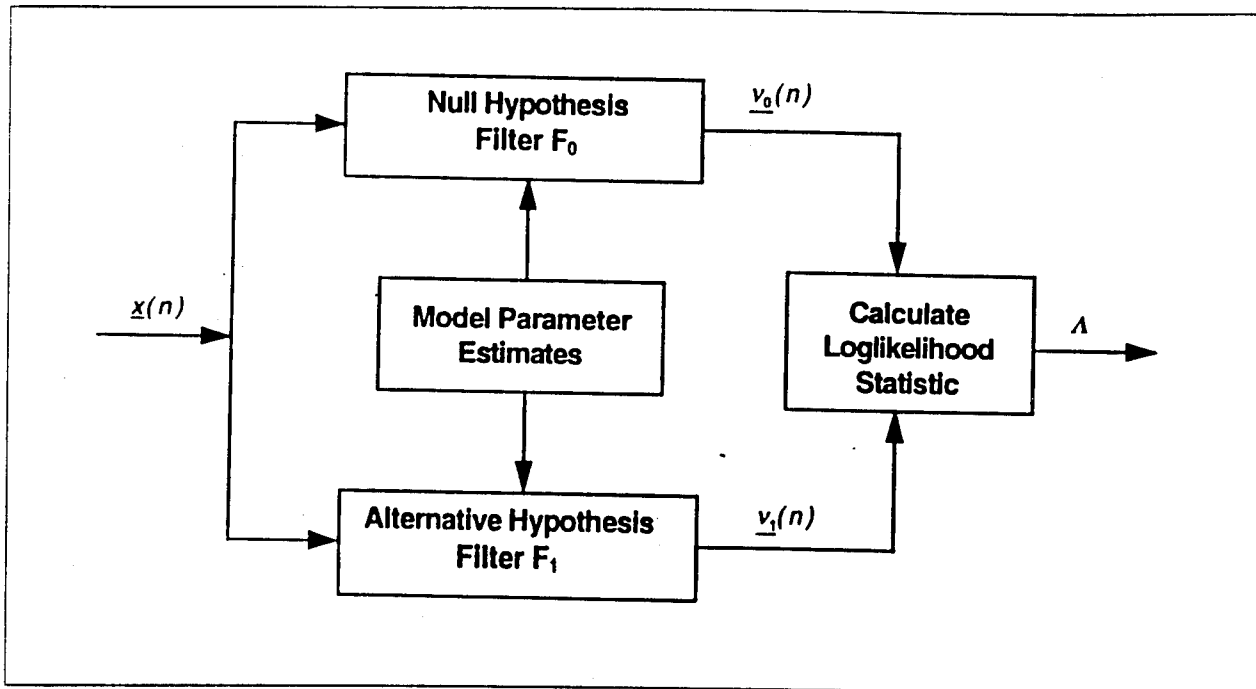 Null Hypothesis
Filter F₀
v₀(n)
x(n)
Model Parameter
Estimates
Calculate
Loglikelihood
Statistic
Λ
Alternative Hypothesis
Filter F₁
v₁(n)